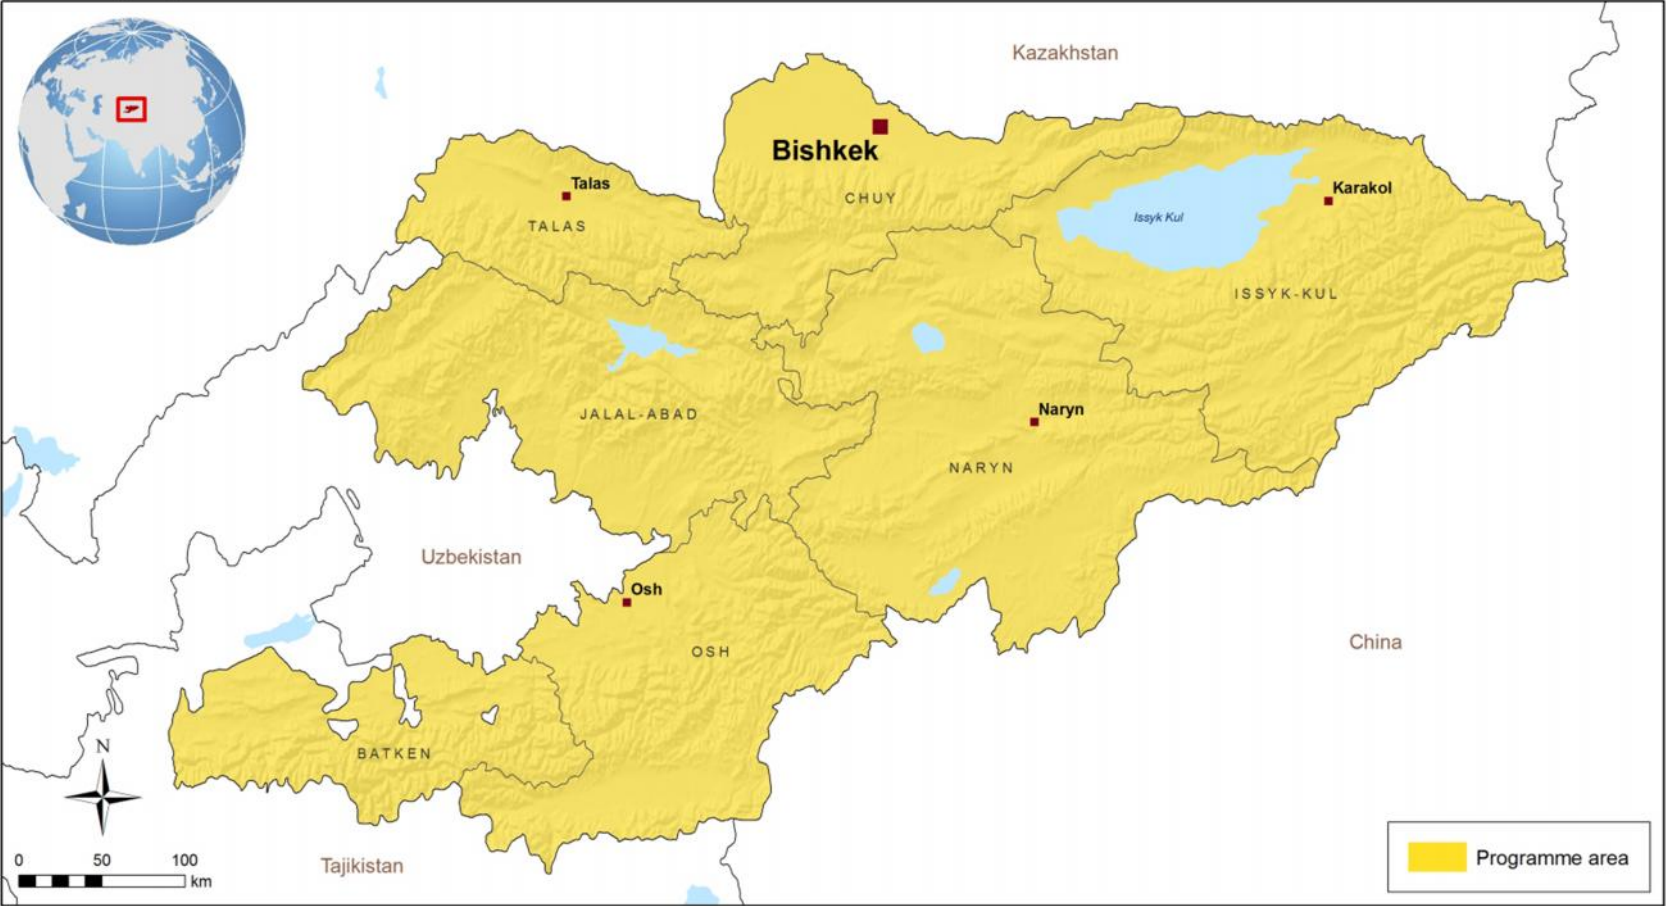 Kazakhstan
Bishkek
CHUY
Talas
TALAS
Karakol
Issyk Kul
ISSYK-KUL
JALAL-ABAD
Naryn
NARYN
Uzbekistan
Osh
OSH
China
BATKEN
N
0 50 100
km
Tajikistan
Programme area